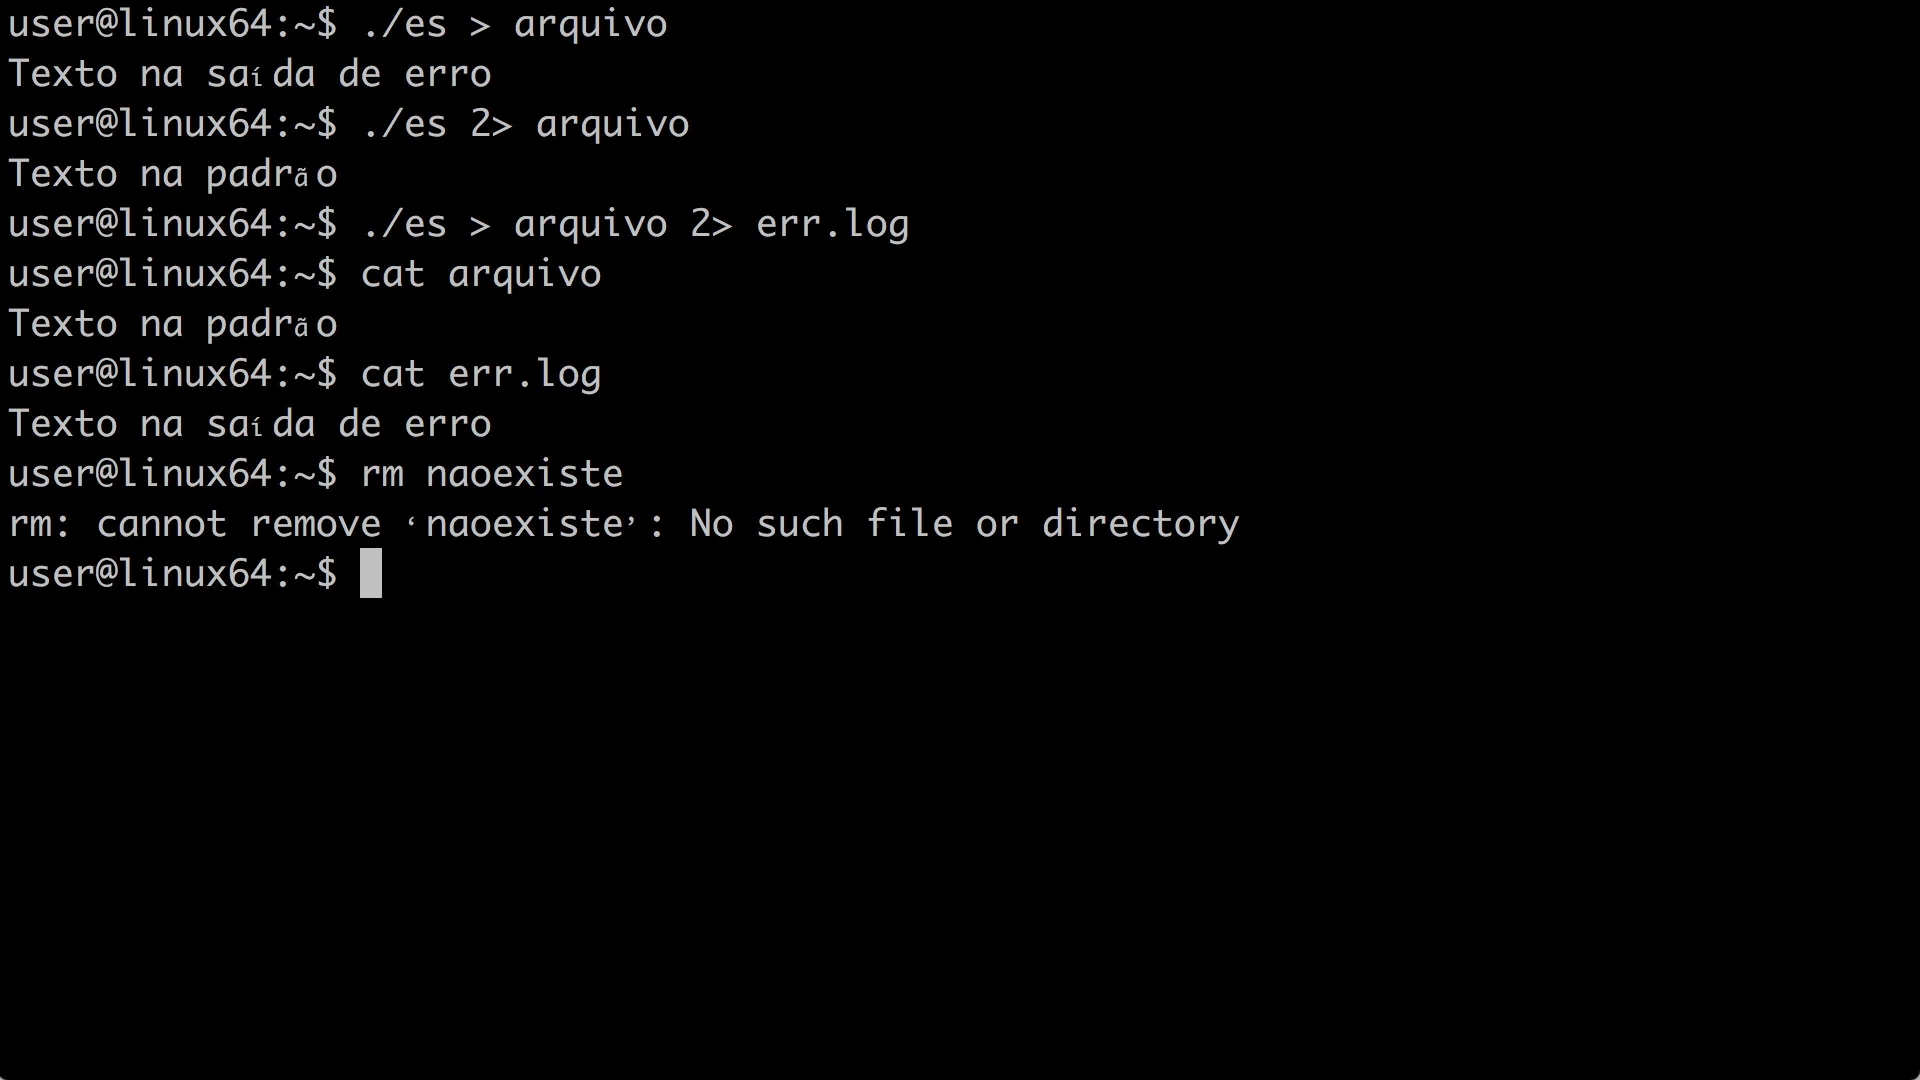 user@linux64:~$ ./es > arquivo
Texto na saída de erro
user@linux64:~$ ./es 2> arquivo
Texto na padrão
user@linux64:~$ ./es > arquivo 2> err.log
user@linux64:~$ cat arquivo
Texto na padrão
user@linux64:~$ cat err.log
Texto na saída de erro
user@linux64:~$ rm naoexiste
rm: cannot remove ‘naoexiste’: No such file or directory
user@linux64:~$